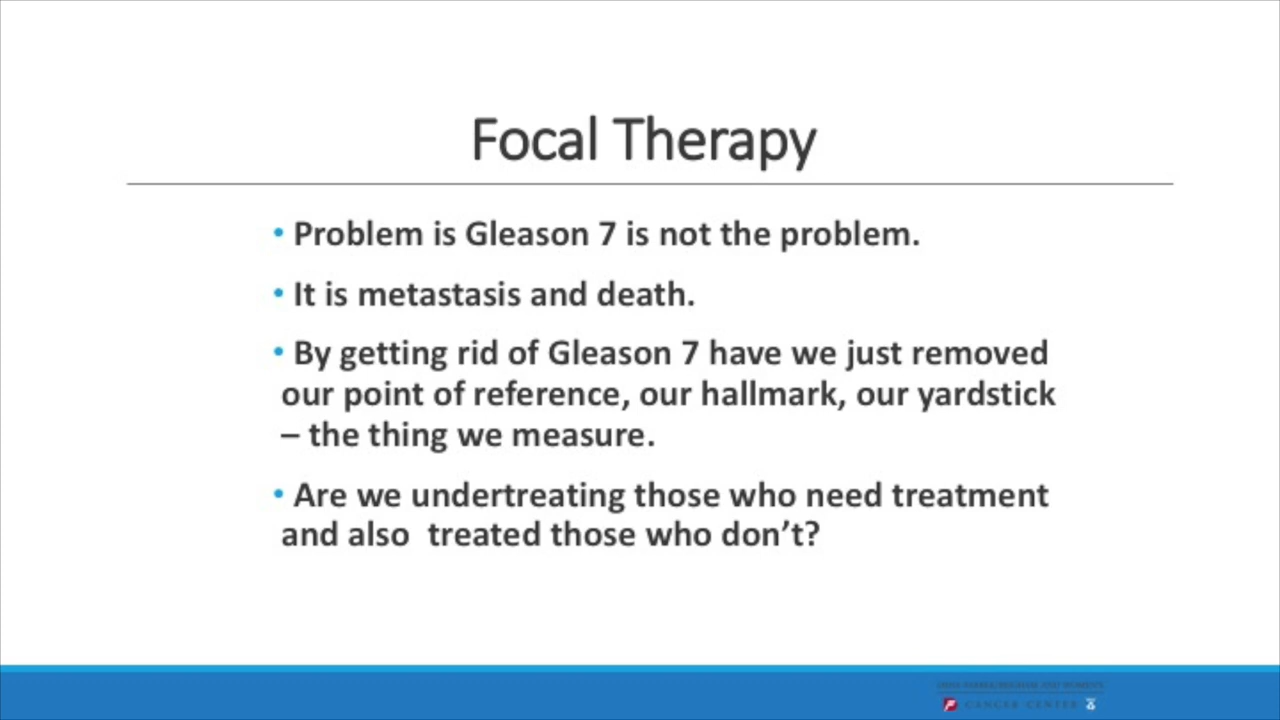 Focal Therapy
• Problem is Gleason 7 is not the problem.
• It is metastasis and death.
• By getting rid of Gleason 7 have we just removed
our point of reference, our hallmark, our yardstick
– the thing we measure.
• Are we undertreating those who need treatment
and also  treated those who don’t?
CANCER CENTER